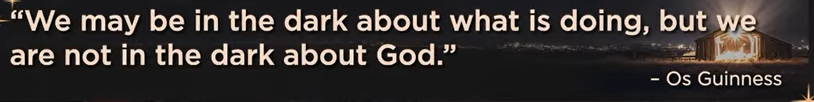 “We may be in the dark about what is doing, but we
are not in the dark about God.”
– Os Guinness